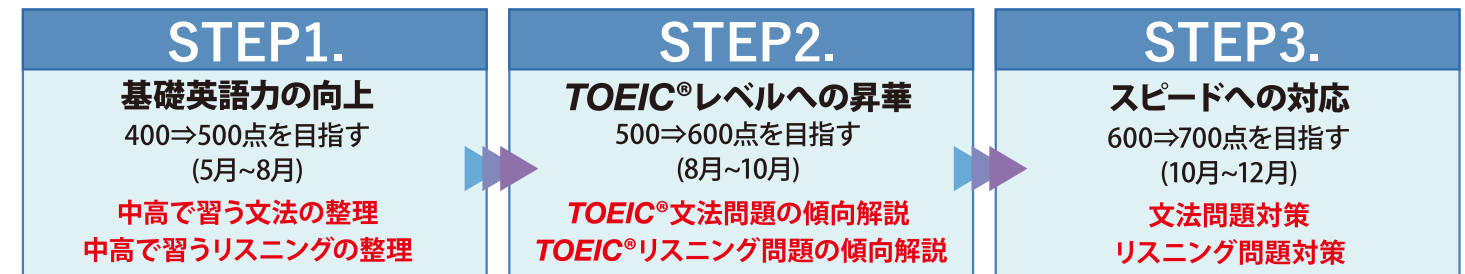 STEP1.
基礎英語力の向上
400⇒500点を目指す
(5月~8月)
中高で習う文法の整理
中高で習うリスニングの整理
STEP2.
TOEIC®レベルへの昇華
500⇒600点を目指す
(8月~10月)
TOEIC®文法問題の傾向解説
TOEIC®リスニング問題の傾向解説
STEP3.
スピードへの対応
600⇒700点を目指す
(10月~12月)
文法問題対策
リスニング問題対策